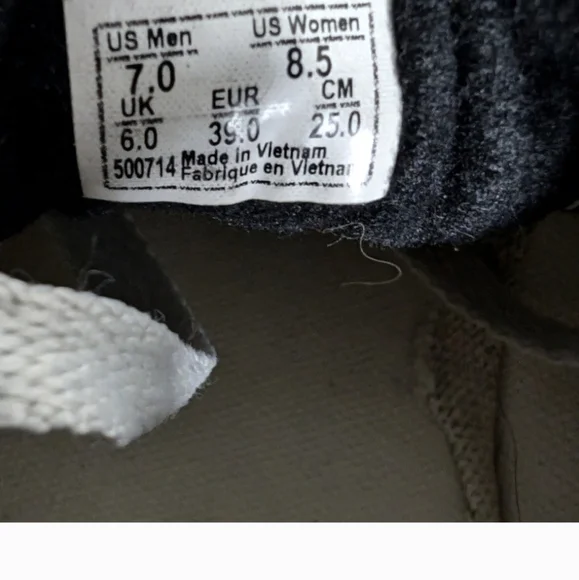 US Men US Women
7.0 8.5
UK EUR CM
6.0 39.0 25.0
500714 Made in Vietnam
Fabrique en Vietna